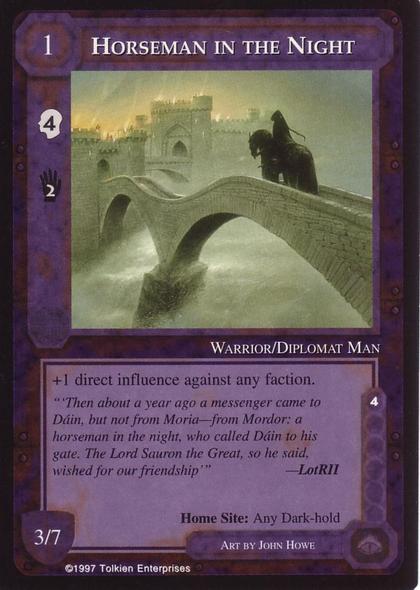 1
HORSEMAN IN THE NIGHT
4
2
WARRIOR/DIPLOMAT MAN
+1 direct influence against any faction.
“‘Then about a year ago a messenger came to
Dáin, but not from Moria—from Mordor: a
horseman in the night, who called Dáin to his
gate. The Lord Sauron the Great, so he said,
wished for our friendship’” —LotRII
4
Home Site: Any Dark-hold
3/7
ART BY JOHN HOWE
©1997 Tolkien Enterprises